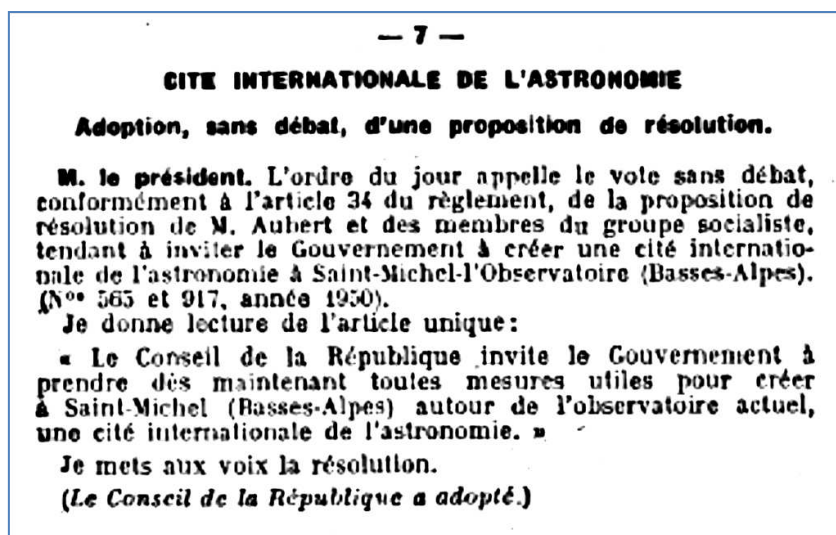 — 7 —
CITE INTERNATIONALE DE L'ASTRONOMIE
Adoption, sans débat, d'une proposition de résolution.
M. le président. L'ordre du jour appelle le vote sans débat,
conformément à l'article 34 du règlement, de la proposition de
résolution de M. Aubert et des membres du groupe socialiste,
tendant à inviter le Gouvernement à créer une cité internatio-
nale de l'astronomie à Saint-Michel-l'Observatoire (Basses-Alpes).
(Nos 565 et 917, année 1950).
Je donne lecture de l'article unique:
« Le Conseil de la République invite le Gouvernement à
prendre dès maintenant toutes mesures utiles pour créer
à Saint-Michel (Basses-Alpes) autour de l'observatoire actuel,
une cité internationale de l'astronomie. »
Je mets aux voix la résolution.
(Le Conseil de la République a adopté.)